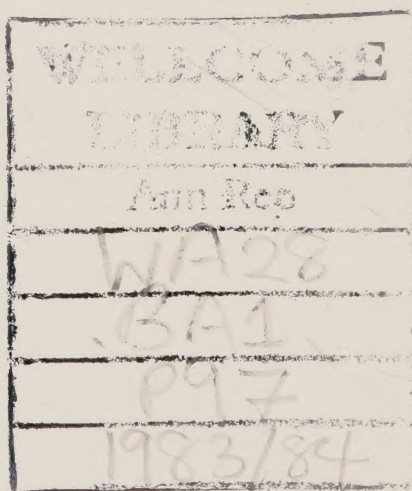 WELLCOME
LIBRARY
Ann Rep
WA28
.BA1
P97
1983/84